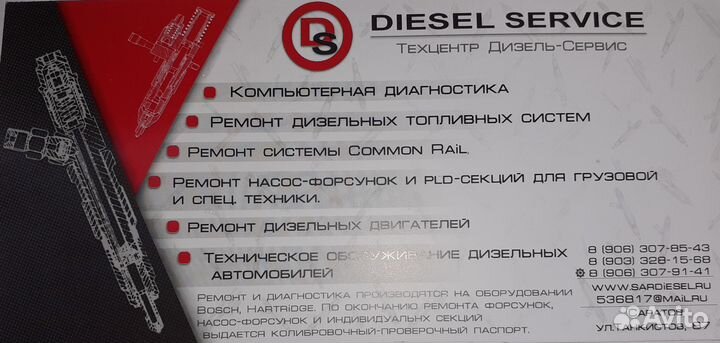 DS
DIESEL SERVICE
Техцентр Дизель-Сервис
Компьютерная диагностика
Ремонт дизельных топливных систем
Ремонт системы Common Rail.
Ремонт насос-форсунок и PLD-секций для грузовой
и спец. техники.
Ремонт дизельных двигателей
Техническое обслуживание дизельных
автомобилей
8 (906) 307-85-43
8 (903) 328-15-68
8 (906) 307-91-41
www.sardiesel.ru
536817@mail.ru
Саратов
ул.Танкистов, 87
Ремонт и диагностика производятся на оборудовании
Bosch, Hartridge. По окончанию ремонта форсунок,
насос-форсунок и индивидуальнх секций
выдается калибровочный-проверочный паспорт.
Avito